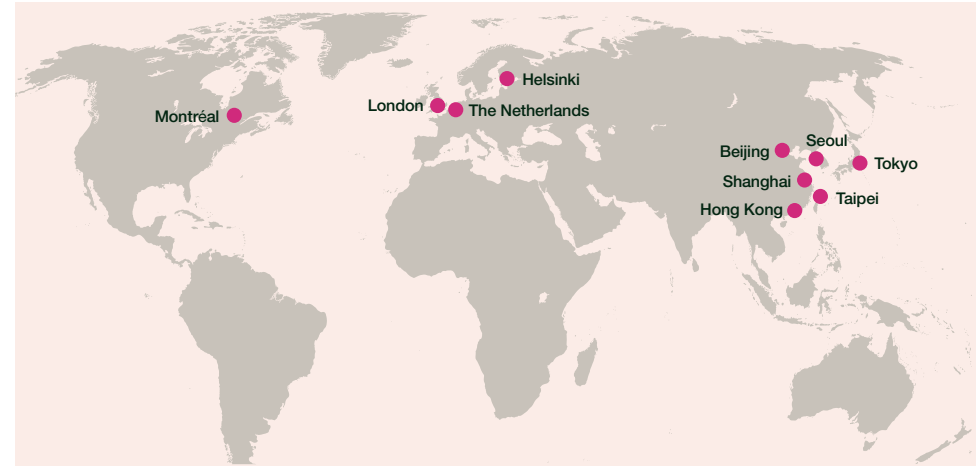 Helsinki
London
The Netherlands
Montréal
Seoul
Beijing
Tokyo
Shanghai
Taipei
Hong Kong